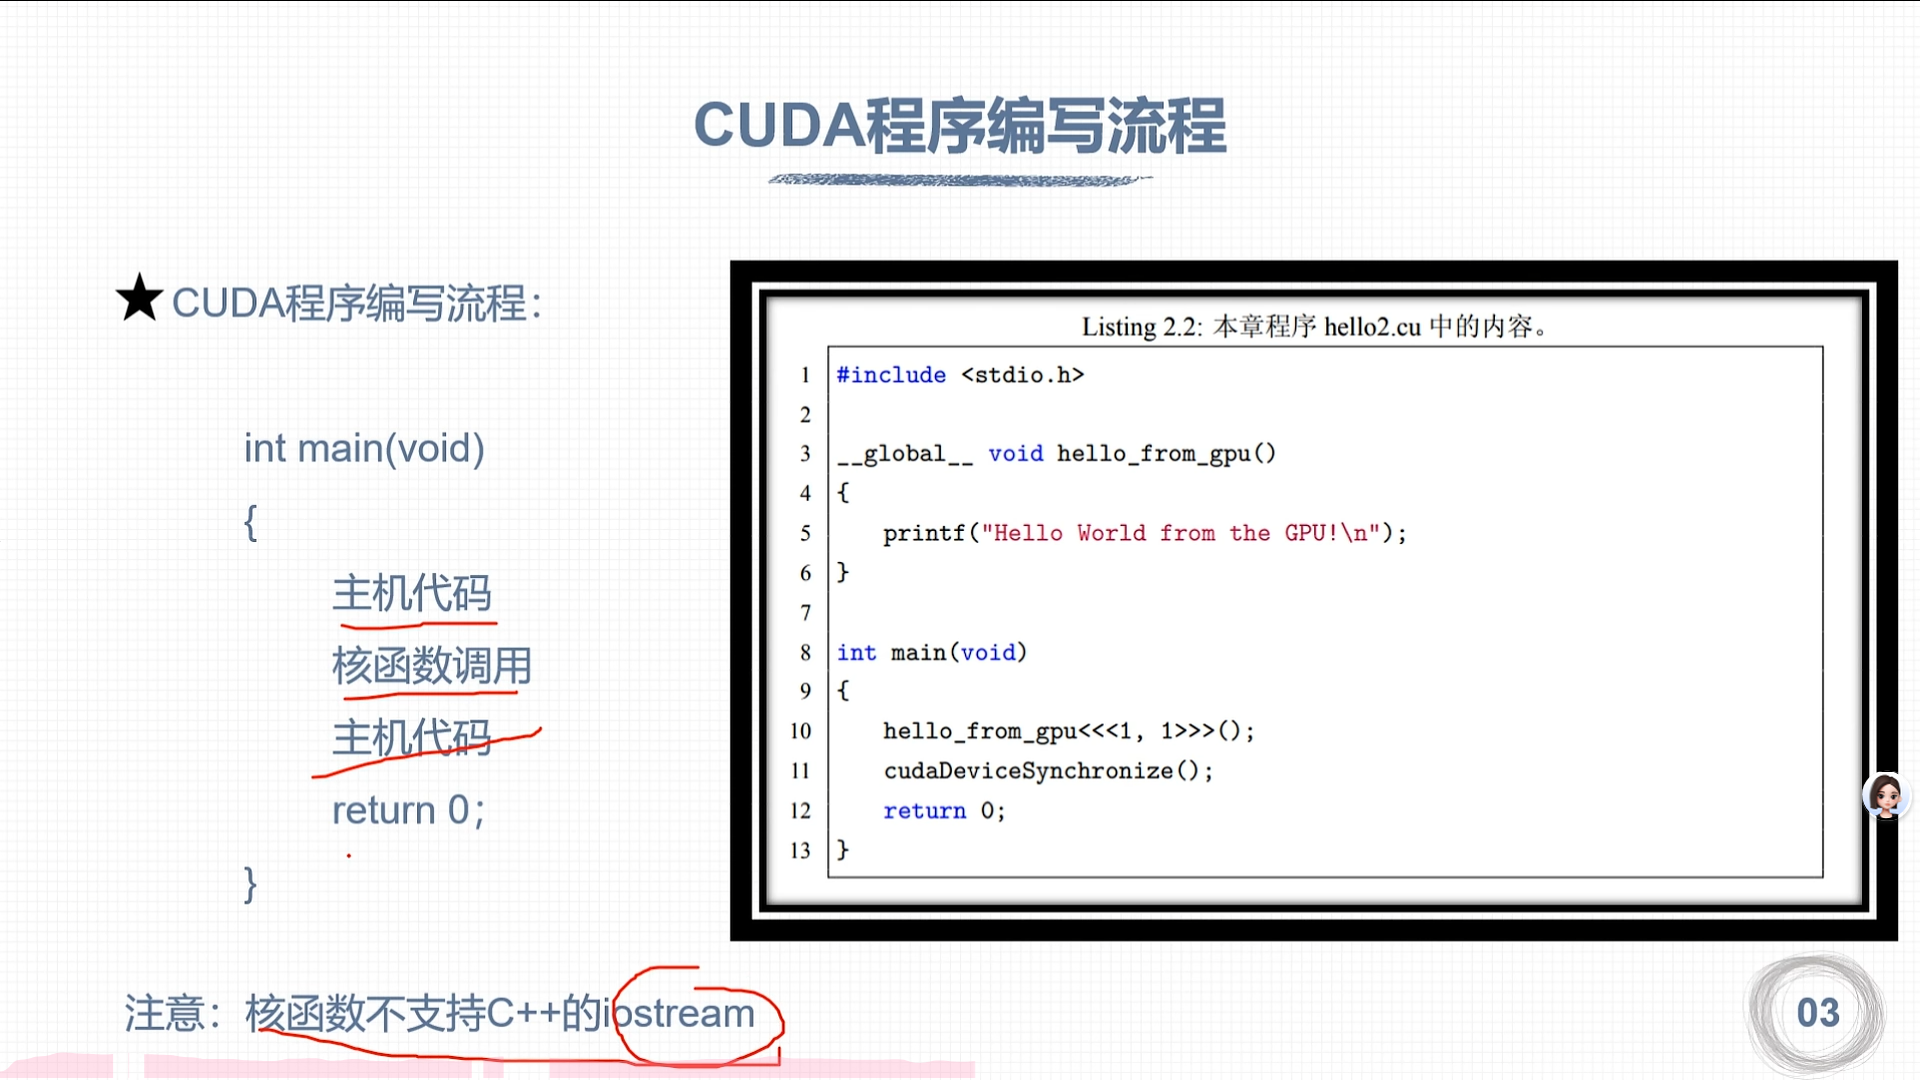 CUDA程序编写流程
★CUDA程序编写流程：
int main(void)
{
主机代码
核函数调用
主机代码
return 0；
}
注意：核函数不支持C++的iostream
Listing 2.2: 本章程序 hello2.cu 中的内容。
1 #include <stdio.h>
2
3 __global__ void hello_from_gpu()
4 {
5 printf("Hello World from the GPU!\n");
6 }
7
8 int main(void)
9 {
10 hello_from_gpu<<<1, 1>>>();
11 cudaDeviceSynchronize();
12 return 0;
13 }
03